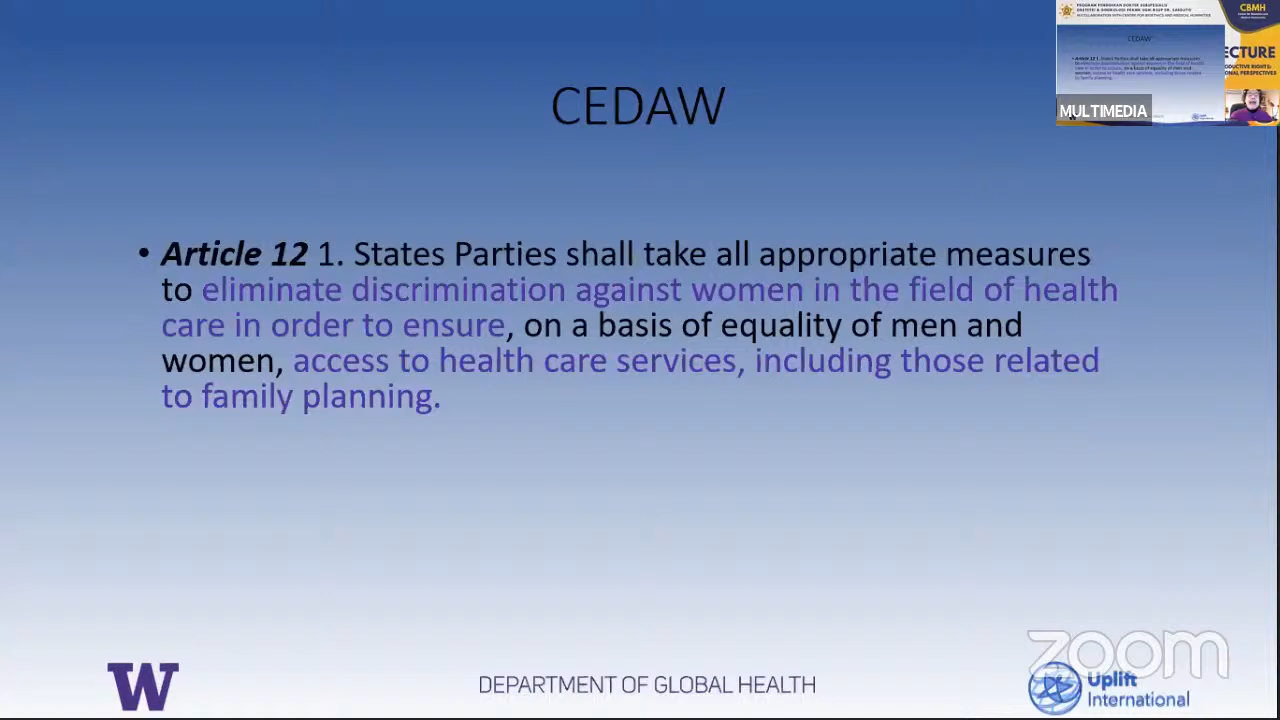 CEDAW
• Article 12 1. States Parties shall take all appropriate measures
to eliminate discrimination against women in the field of health
care in order to ensure, on a basis of equality of men and
women, access to health care services, including those related
to family planning.
W
DEPARTMENT OF GLOBAL HEALTH
zoom
Uplift
International
CBMH
CEDAW
ECTURE
MULTIMEDIA